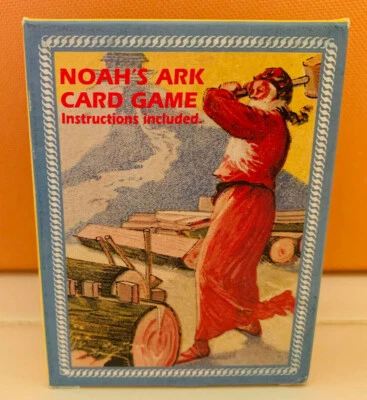 NOAH'S ARK
CARD GAME
Instructions included.